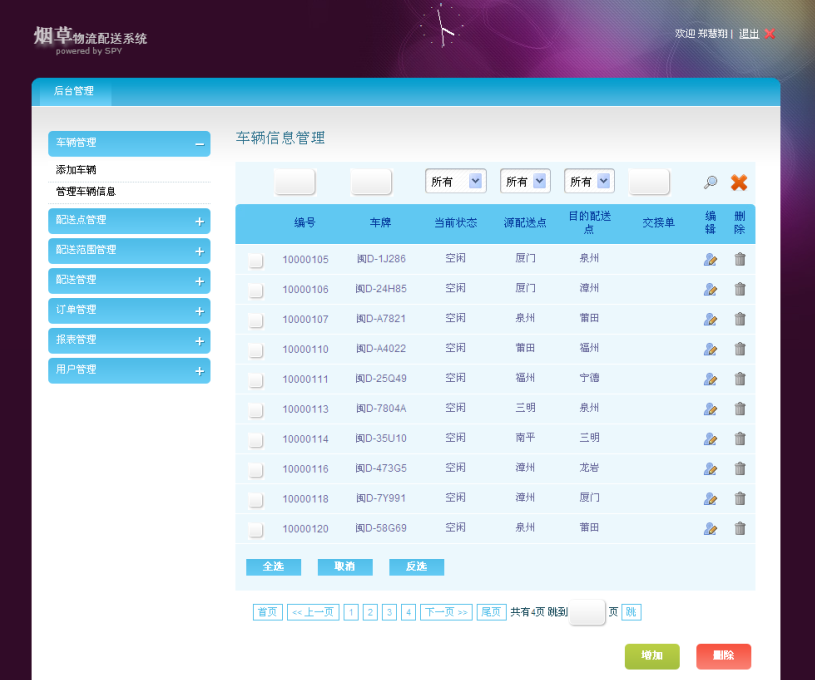 烟草物流配送系统
powered by SPV
欢迎 郑慧翔 | 退出
后台管理
车辆管理
添加车辆
管理车辆信息
配送点管理
配送范围管理
配送管理
订单管理
报表管理
用户管理
车辆信息管理
所有 所有 所有
编号 车牌 当前状态 源配送点 目的配送点 交接单 编辑 删除
10000105 闽D-1J286 空闲 厦门 泉州
10000106 闽D-24H85 空闲 厦门 漳州
10000107 闽D-A7821 空闲 泉州 莆田
10000110 闽D-A4022 空闲 莆田 福州
10000111 闽D-25Q49 空闲 福州 宁德
10000113 闽D-7804A 空闲 三明 泉州
10000114 闽D-35U10 空闲 南平 三明
10000116 闽D-473G5 空闲 漳州 龙岩
10000118 闽D-7Y991 空闲 漳州 厦门
10000120 闽D-58G69 空闲 泉州 莆田
全选 取消 反选
首页 << 上一页 1 2 3 4 下一页 >> 尾页 共有4页 跳到 页 跳
增加 删除